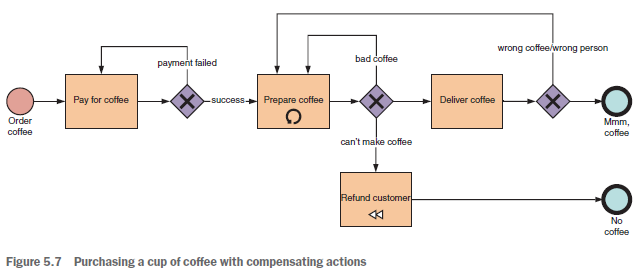 wrong coffee/wrong person
payment failed
bad coffee
Pay for coffee
success
Prepare coffee
Deliver coffee
Order
coffee
Mmm,
coffee
can't make coffee
Refund customer
No
coffee
Figure 5.7 Purchasing a cup of coffee with compensating actions